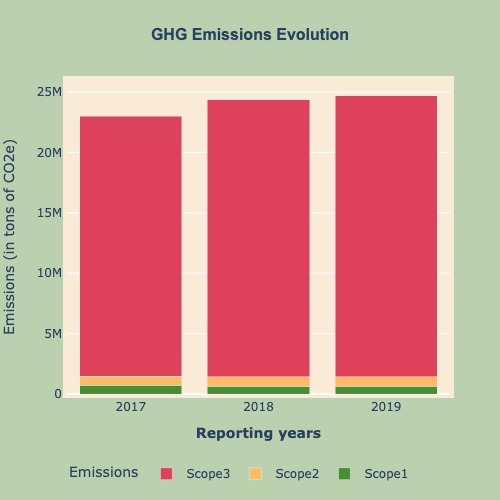 GHG Emissions Evolution
Emissions (in tons of CO2e)
25M
20M
15M
10M
5M
0
2017 2018 2019
Reporting years
Emissions Scope3 Scope2 Scope1